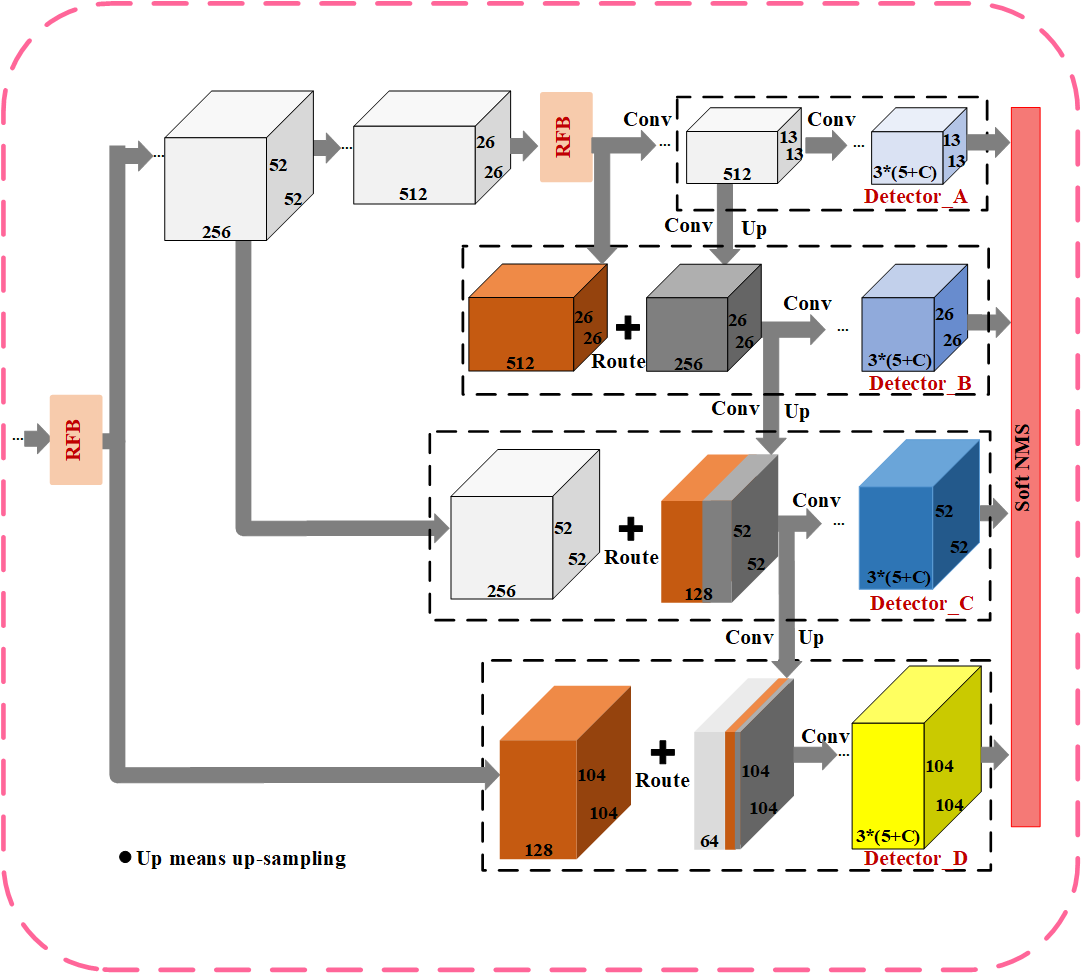 52
52
256
26
26
512
RFB
Conv
...
13
13
512
Conv
...
13
13
3*(5+C)
Detector_A
Conv
Up
26
26
512
Route
26
26
256
Conv
...
26
26
3*(5+C)
Detector_B
Conv
Up
...
RFB
...
...
52
52
256
Route
52
52
128
Conv
...
52
52
3*(5+C)
Detector_C
Soft NMS
Conv
Up
104
104
128
Route
104
104
64
Conv
...
104
104
3*(5+C)
Detector_D
Up means up-sampling